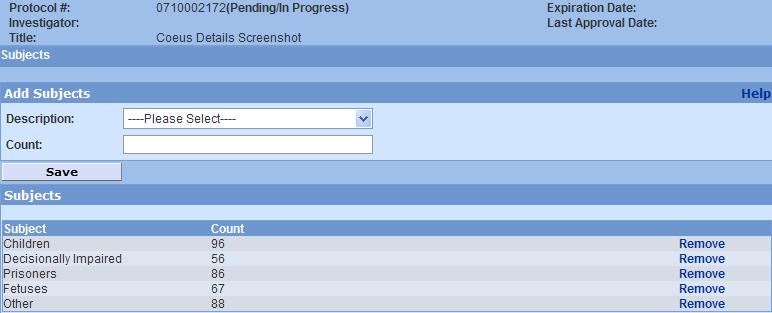 Protocol #: 0710002172(Pending/In Progress) Expiration Date:
Investigator: Last Approval Date:
Title: Coeus Details Screenshot
Subjects
Add Subjects Help
Description: ----Please Select----
Count:
Save
Subjects
Subject Count
Children 96 Remove
Decisionally Impaired 56 Remove
Prisoners 86 Remove
Fetuses 67 Remove
Other 88 Remove